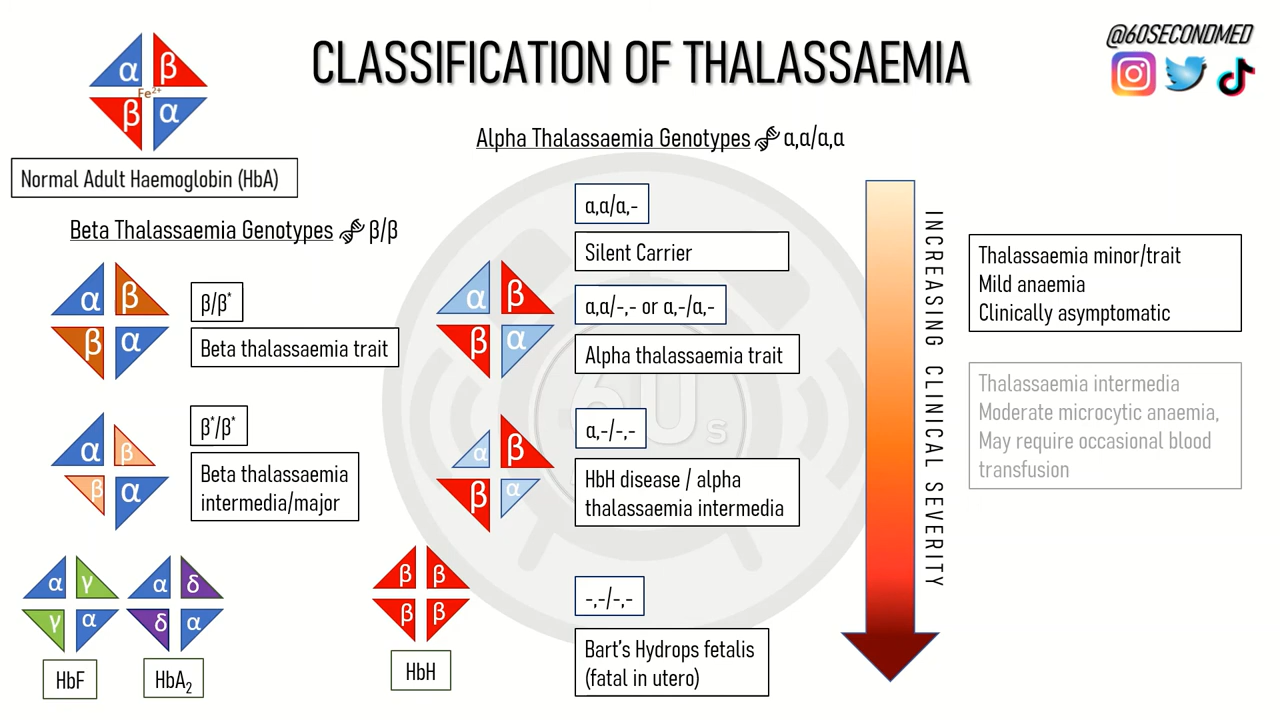 CLASSIFICATION OF THALASSAEMIA
@60SECONDMED
α β
Fe²⁺
β α
Normal Adult Haemoglobin (HbA)
Alpha Thalassaemia Genotypes α,α/α,α
Beta Thalassaemia Genotypes β/β
α β
β α
β/β*
Beta thalassaemia trait
α β
β α
β*/β*
Beta thalassaemia
intermedia/major
α γ
γ α
HbF
α δ
δ α
HbA₂
α,α/α,-
Silent Carrier
α β
β α
α,α/-,- or α,-/α,-
Alpha thalassaemia trait
α β
β α
α,-/-,-
HbH disease / alpha
thalassaemia intermedia
β β
β β
HbH
-,-/-,-
Bart's Hydrops fetalis
(fatal in utero)
60s
INCREASING CLINICAL SEVERITY
Thalassaemia minor/trait
Mild anaemia
Clinically asymptomatic
Thalassaemia intermedia
Moderate microcytic anaemia,
May require occasional blood
transfusion